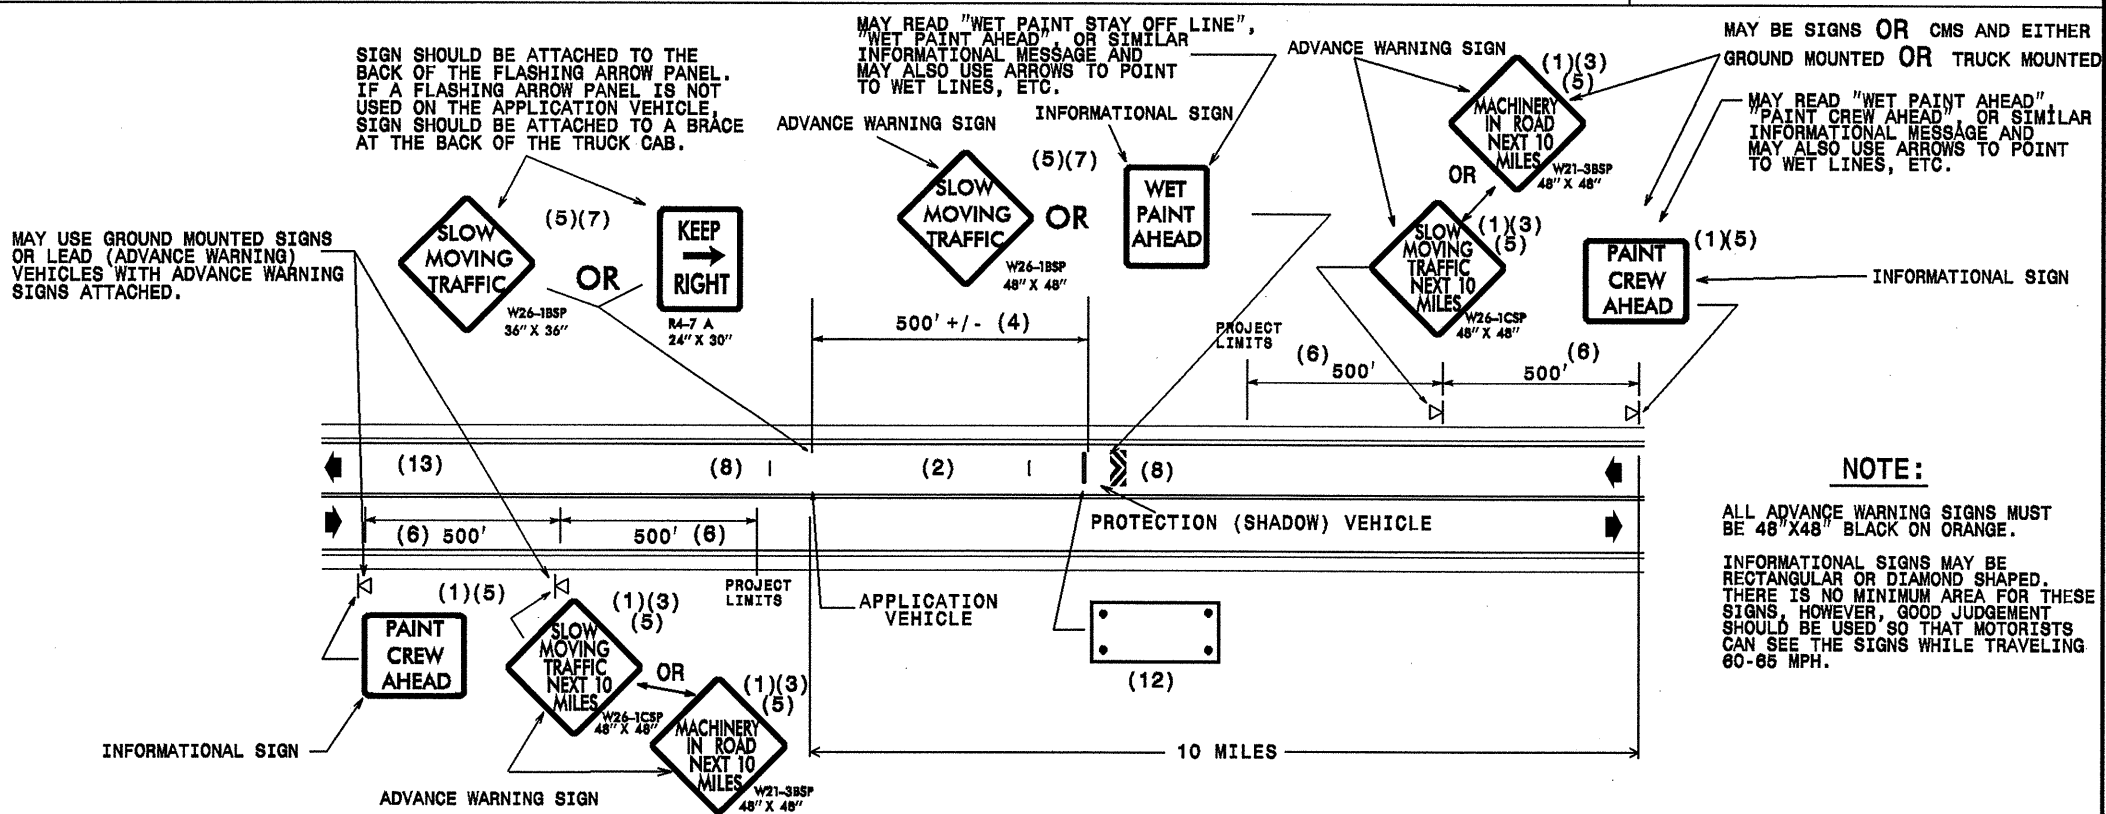 SIGN SHOULD BE ATTACHED TO THE
BACK OF THE FLASHING ARROW PANEL.
IF A FLASHING ARROW PANEL IS NOT
USED ON THE APPLICATION VEHICLE,
SIGN SHOULD BE ATTACHED TO A BRACE
AT THE BACK OF THE TRUCK CAB.
MAY READ "WET PAINT STAY OFF LINE",
"WET PAINT AHEAD", OR SIMILAR
INFORMATIONAL MESSAGE AND
MAY ALSO USE ARROWS TO POINT
TO WET LINES, ETC.
ADVANCE WARNING SIGN
MAY BE SIGNS OR CMS AND EITHER
GROUND MOUNTED OR TRUCK MOUNTED
MAY READ "WET PAINT AHEAD",
"PAINT CREW AHEAD", OR SIMILAR
INFORMATIONAL MESSAGE AND
MAY ALSO USE ARROWS TO POINT
TO WET LINES, ETC.
ADVANCE WARNING SIGN
INFORMATIONAL SIGN
(1)(3)
(5)
MACHINERY
IN ROAD
NEXT 10
MILES
W21-3BSP
48" X 48"
OR
MAY USE GROUND MOUNTED SIGNS
OR LEAD (ADVANCE WARNING)
VEHICLES WITH ADVANCE WARNING
SIGNS ATTACHED.
SLOW
MOVING
TRAFFIC
W26-1BSP
36" X 36"
(5)(7)
OR
KEEP
RIGHT
R4-7 A
24" X 30"
SLOW
MOVING
TRAFFIC
W26-1BSP
48" X 48"
(5)(7)
OR
WET
PAINT
AHEAD
(1)(3)
(5)
SLOW
MOVING
TRAFFIC
NEXT 10
MILES
W26-1CSP
48" X 48"
PAINT
CREW
AHEAD
(1)(5)
INFORMATIONAL SIGN
500' +/- (4)
PROJECT
LIMITS
(6)
500'
(6)
500'
(13)
(8)
(2)
(8)
(6) 500'
500' (6)
PROTECTION (SHADOW) VEHICLE
PROJECT
LIMITS
APPLICATION
VEHICLE
(12)
PAINT
CREW
AHEAD
(1)(5)
SLOW
MOVING
TRAFFIC
NEXT 10
MILES
(1)(3)
(5)
W26-1CSP
48" X 48"
OR
MACHINERY
IN ROAD
NEXT 10
MILES
(1)(3)
(5)
W21-3BSP
48" X 48"
INFORMATIONAL SIGN
ADVANCE WARNING SIGN
10 MILES
NOTE:
ALL ADVANCE WARNING SIGNS MUST
BE 48"X48" BLACK ON ORANGE.
INFORMATIONAL SIGNS MAY BE
RECTANGULAR OR DIAMOND SHAPED.
THERE IS NO MINIMUM AREA FOR THESE
SIGNS, HOWEVER, GOOD JUDGEMENT
SHOULD BE USED SO THAT MOTORISTS
CAN SEE THE SIGNS WHILE TRAVELING
60-65 MPH.